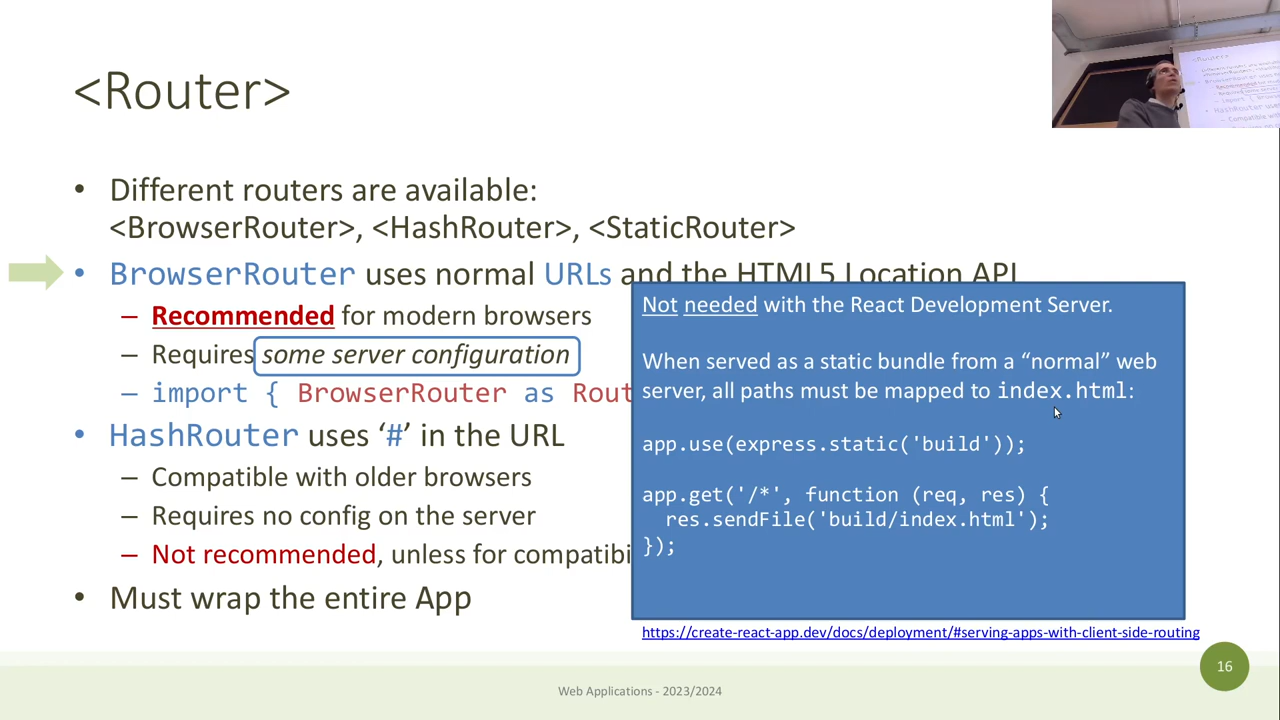 <Router>
• Different routers are available:
<BrowserRouter>, <HashRouter>, <StaticRouter>
• BrowserRouter uses normal URLs and the HTML5 Location API
– Recommended for modern browsers
– Requires some server configuration
– import { BrowserRouter as Rout
• HashRouter uses ‘#’ in the URL
– Compatible with older browsers
– Requires no config on the server
– Not recommended, unless for compatibi
• Must wrap the entire App
Not needed with the React Development Server.
When served as a static bundle from a “normal” web
server, all paths must be mapped to index.html:
app.use(express.static('build'));
app.get('/*', function (req, res) {
res.sendFile('build/index.html');
});
https://create-react-app.dev/docs/deployment/#serving-apps-with-client-side-routing
16
Web Applications - 2023/2024